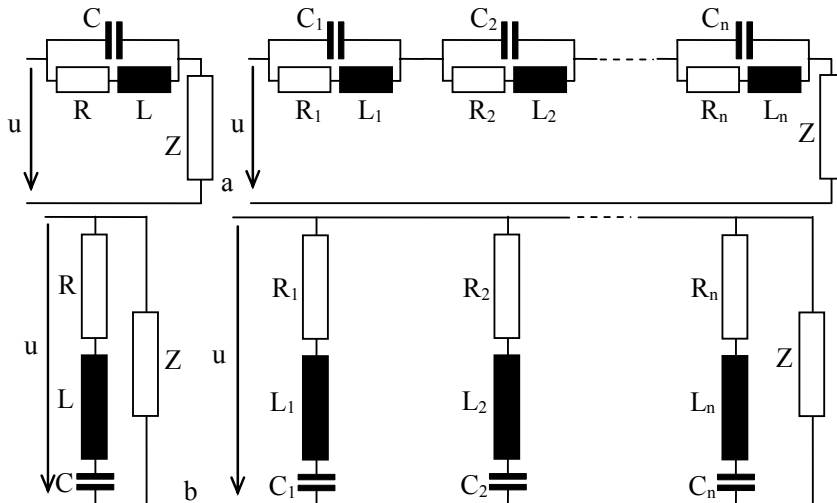 C C₁ C₂ Cₙ
R L R₁ L₁ R₂ L₂ Rₙ Lₙ
u Z u Z
a
R R₁ R₂ Rₙ
u Z u Z
L L₁ L₂ Lₙ
C b C₁ C₂ Cₙ